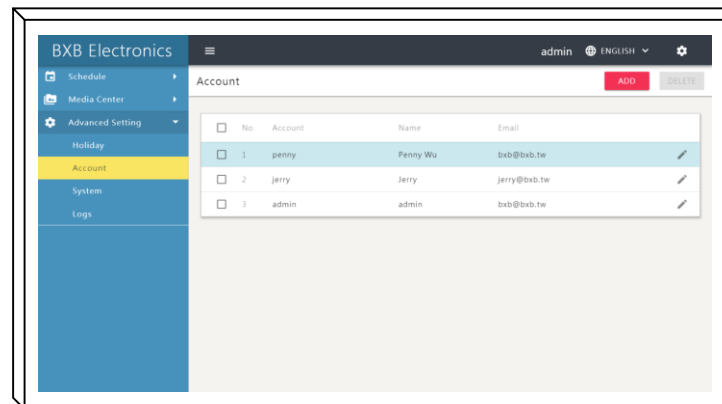 BXB Electronics
admin ENGLISH
Schedule
Media Center
Advanced Setting
Holiday
Account
System
Logs
Account ADD DELETE
No Account Name Email
1 penny Penny Wu bxb@bxb.tw
2 jerry Jerry jerry@bxb.tw
3 admin admin bxb@bxb.tw